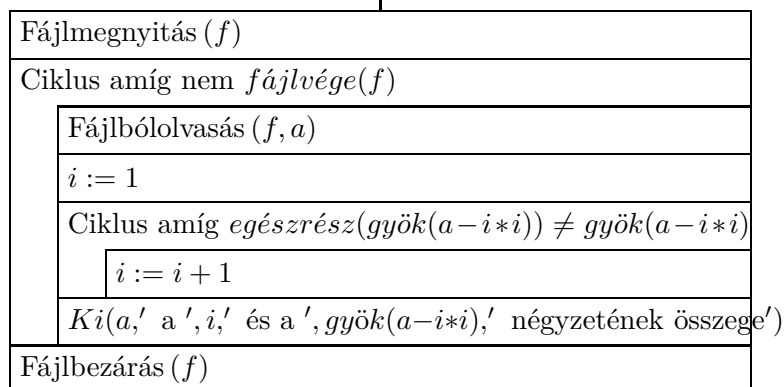 Fájlmegnyitás (f)
Ciklus amíg nem fájlvége(f)
Fájlbólolvasás (f, a)
i := 1
Ciklus amíg egészrész(gyök(a−i∗i)) ≠ gyök(a−i∗i)
i := i + 1
Ki(a,′ a ′, i,′ és a ′, gyök(a−i∗i),′ négyzetének összege′)
Fájlbezárás (f)